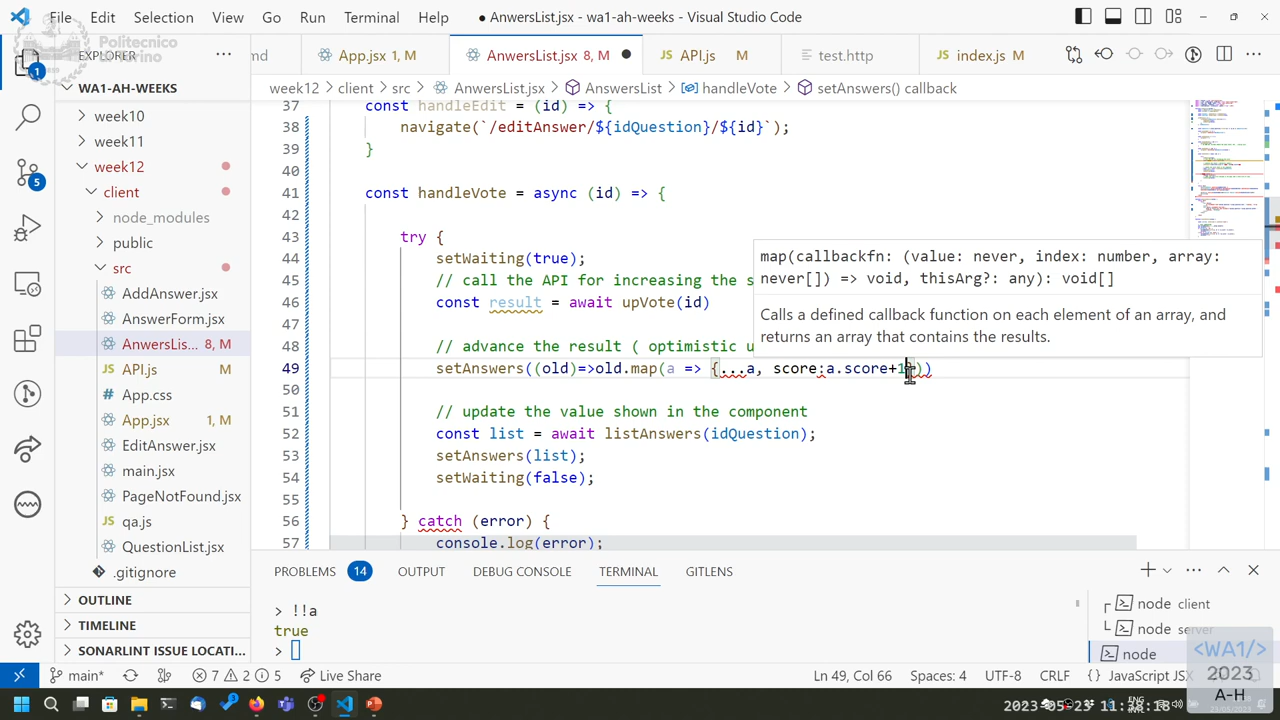 File Edit Selection View Go Run Terminal Help ● AnwersList.jsx - wa1-ah-weeks - Visual Studio Code
Politecnico
di Torino
EXPLORER ...
md App.jsx 1, M AnwersList.jsx 8, M ● API.js test.http index.js M
WA1-AH-WEEKS
week12 > client > src > AnwersList.jsx > AnswersList > handleVote > setAnswers() callback
week10
week11
week12
client
node_modules
public
src
AddAnswer.jsx
AnswerForm.jsx
AnwersLis... 8, M
API.js M
App.css
App.jsx 1, M
EditAnswer.jsx
main.jsx
PageNotFound.jsx
qa.js
QuestionList.jsx
.gitignore
OUTLINE
TIMELINE
SONARLINT ISSUE LOCATI...
37 const handleEdit = (id) => {
38 navigate(`/editAnswer/${idQuestion}/${id}`);
39 }
40
41 const handleVote = async (id) => {
42
43 try {
44 setWaiting(true);
45 // call the API for increasing the s
46 const result = await upVote(id)
47
48 // advance the result ( optimistic u
49 setAnswers((old)=>old.map(a => {...a, score:a.score+1}))
50
51 // update the value shown in the component
52 const list = await listAnswers(idQuestion);
53 setAnswers(list);
54 setWaiting(false);
55
56 } catch (error) {
57 console.log(error);
map(callbackfn: (value: never, index: number, array:
never[]) => void, thisArg?: any): void[]
Calls a defined callback function on each element of an array, and
returns an array that contains the results.
PROBLEMS 14 OUTPUT DEBUG CONSOLE TERMINAL GITLENS
> !!a
true
>
node client
node server
node
main* 7 2 5 Live Share Ln 49, Col 66 Spaces: 4 UTF-8 CRLF {} JavaScript JSX
<WA1/>
2023
A-H
1
5